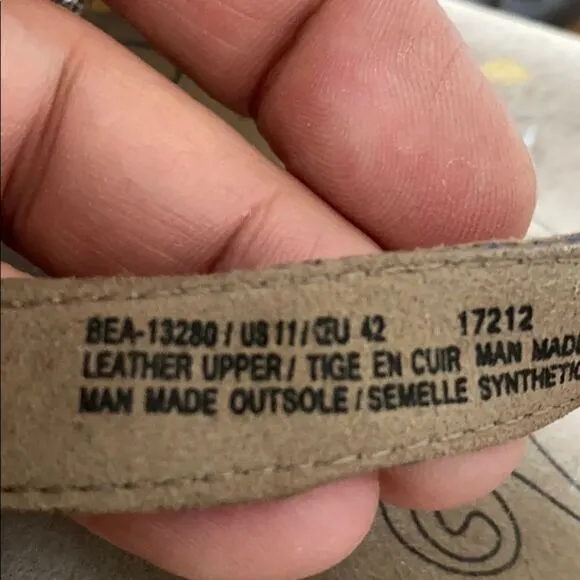 BEA-13280 / US 11 / EU 42 17212
LEATHER UPPER / TIGE EN CUIR MAN MADE
MAN MADE OUTSOLE / SEMELLE SYNTHETIC